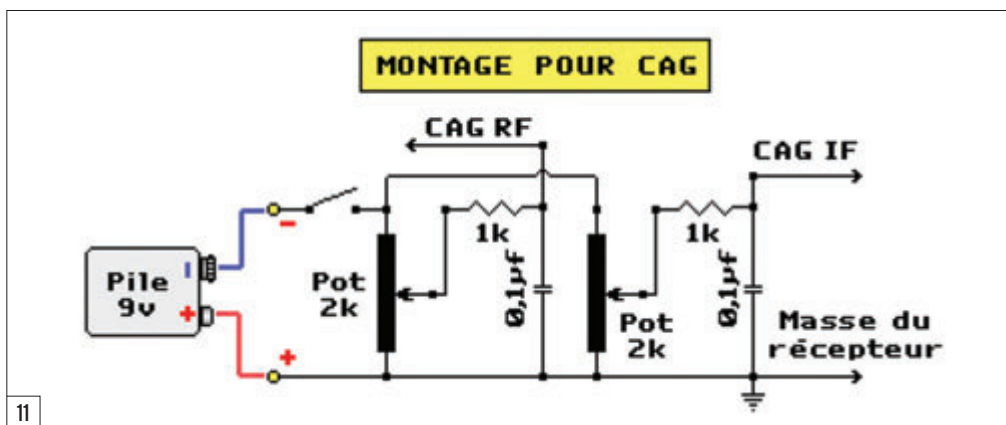 MONTAGE POUR CAG
CAG RF
CAG IF
-
1k
1k
Pile
9v
-
+
Pot
2k
0,1µf
Pot
2k
0,1µf
+
Masse du
récepteur
11